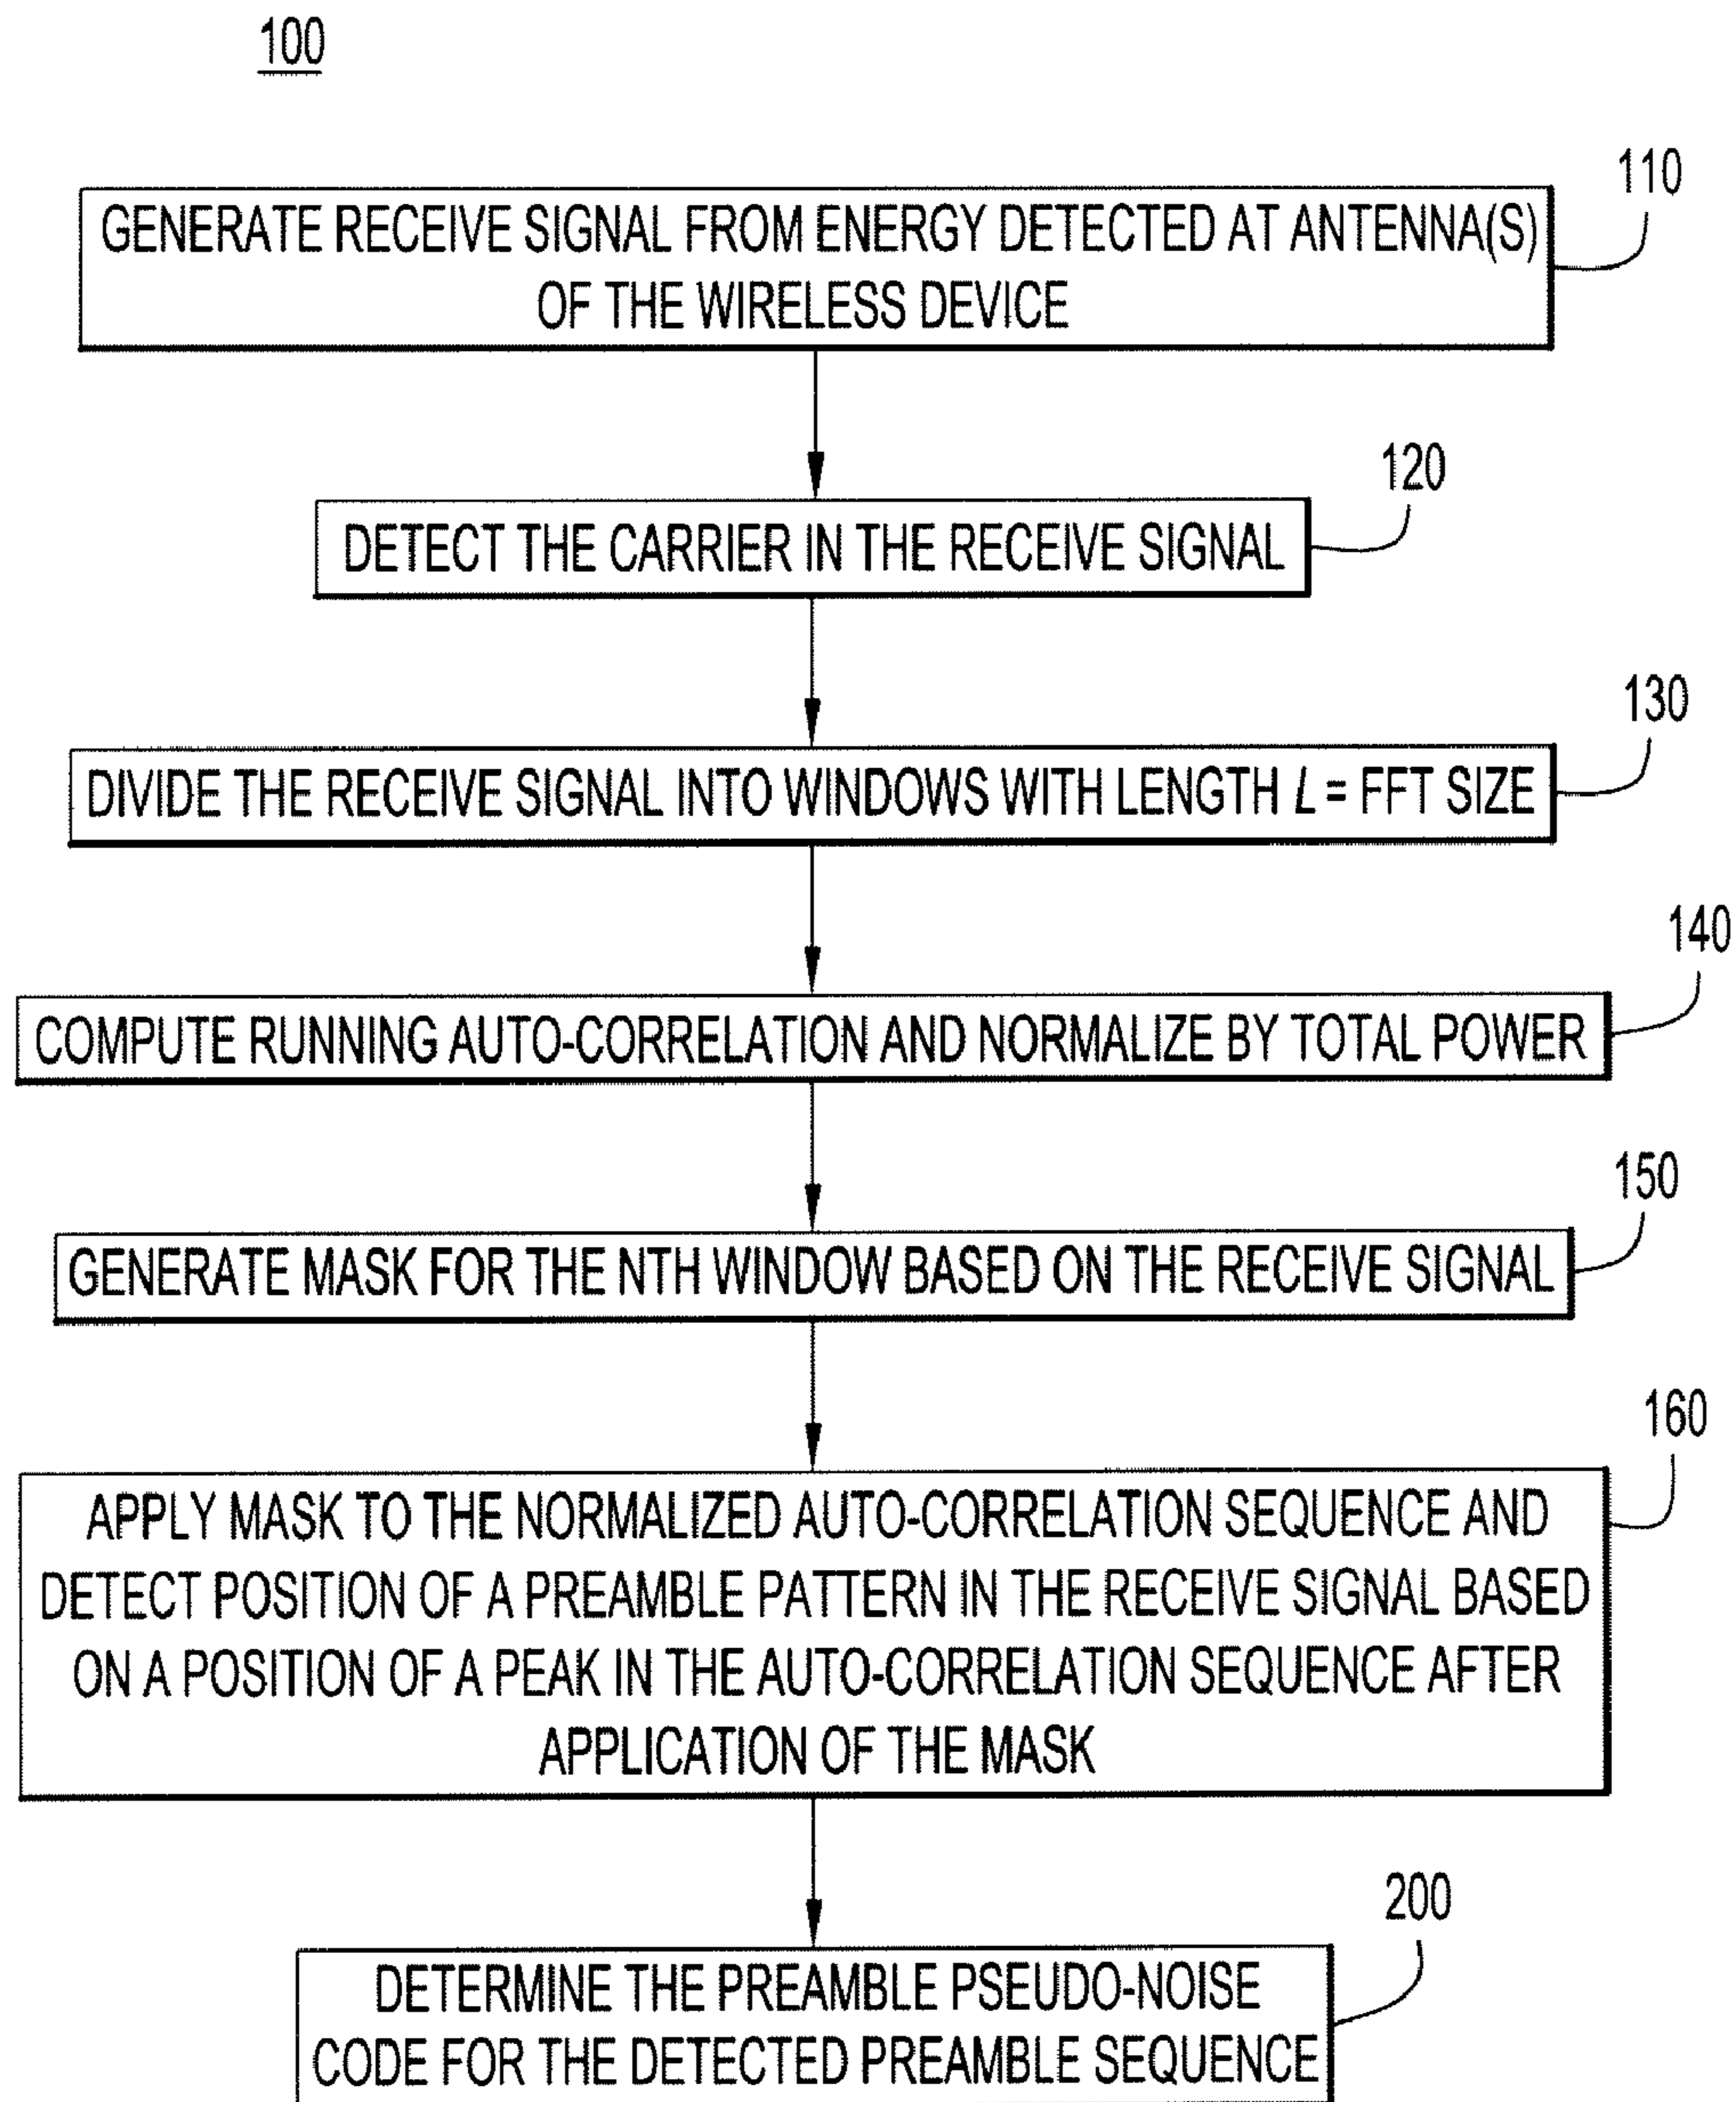 100
110
GENERATE RECEIVE SIGNAL FROM ENERGY DETECTED AT ANTENNA(S)
OF THE WIRELESS DEVICE
120
DETECT THE CARRIER IN THE RECEIVE SIGNAL
130
DIVIDE THE RECEIVE SIGNAL INTO WINDOWS WITH LENGTH L = FFT SIZE
140
COMPUTE RUNNING AUTO-CORRELATION AND NORMALIZE BY TOTAL POWER
150
GENERATE MASK FOR THE NTH WINDOW BASED ON THE RECEIVE SIGNAL
160
APPLY MASK TO THE NORMALIZED AUTO-CORRELATION SEQUENCE AND
DETECT POSITION OF A PREAMBLE PATTERN IN THE RECEIVE SIGNAL BASED
ON A POSITION OF A PEAK IN THE AUTO-CORRELATION SEQUENCE AFTER
APPLICATION OF THE MASK
200
DETERMINE THE PREAMBLE PSEUDO-NOISE
CODE FOR THE DETECTED PREAMBLE SEQUENCE